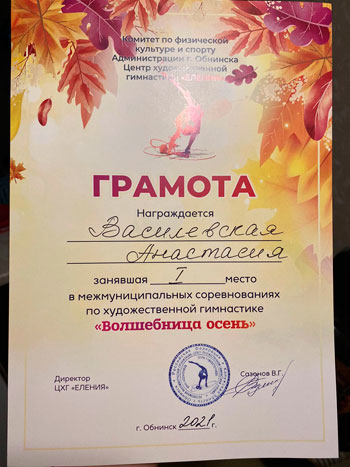 Комитет по физической
культуре и спорту
Администрации г. Обнинска
Центр художественной
гимнастики «ЕЛЕНИЯ»
ГРАМОТА
Награждается
Василевская
Анастасия
занявшая I место
в межмуниципальных соревнованиях
по художественной гимнастике
«Волшебница осень»
Директор
ЦХГ «ЕЛЕНИЯ»
Сазонов В.Г.
г. Обнинск 2021 г.